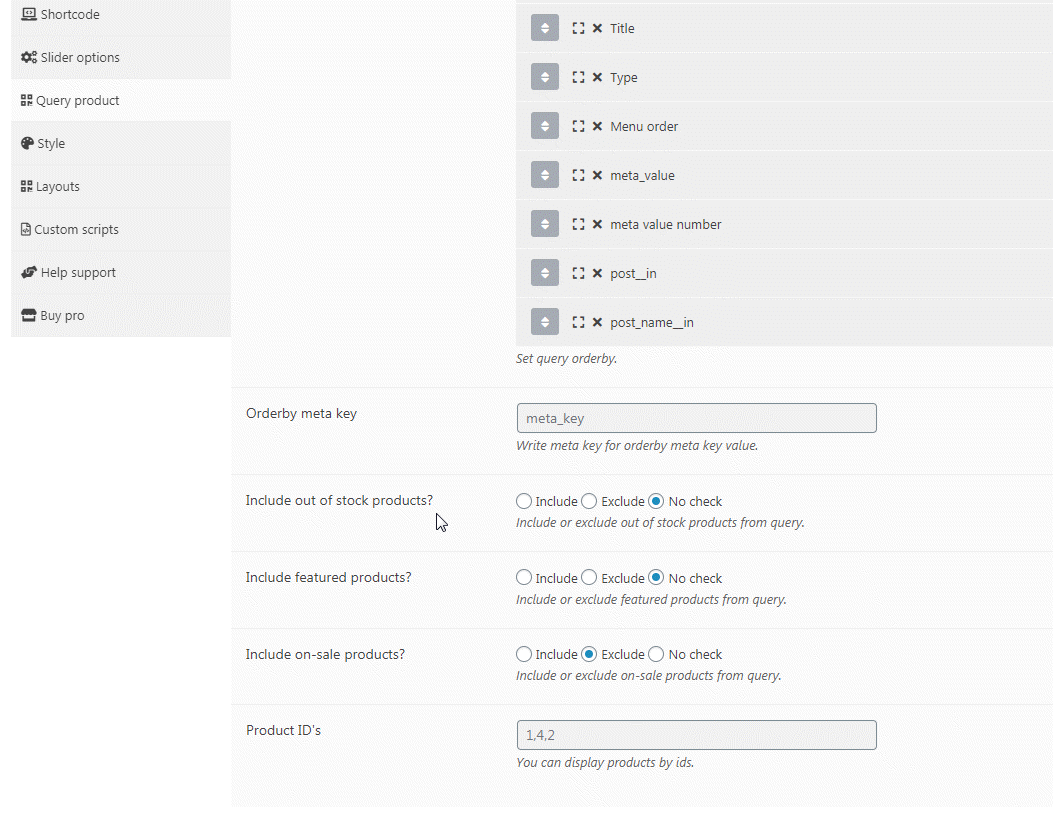 Shortcode
Slider options
Query product
Style
Layouts
Custom scripts
Help support
Buy pro
Title
Type
Menu order
meta_value
meta value number
post__in
post_name__in
Set query orderby.
Orderby meta key
meta_key
Write meta key for orderby meta key value.
Include out of stock products?
Include Exclude No check
Include or exclude out of stock products from query.
Include featured products?
Include Exclude No check
Include or exclude featured products from query.
Include on-sale products?
Include Exclude No check
Include or exclude on-sale products from query.
Product ID's
1,4,2
You can display products by ids.